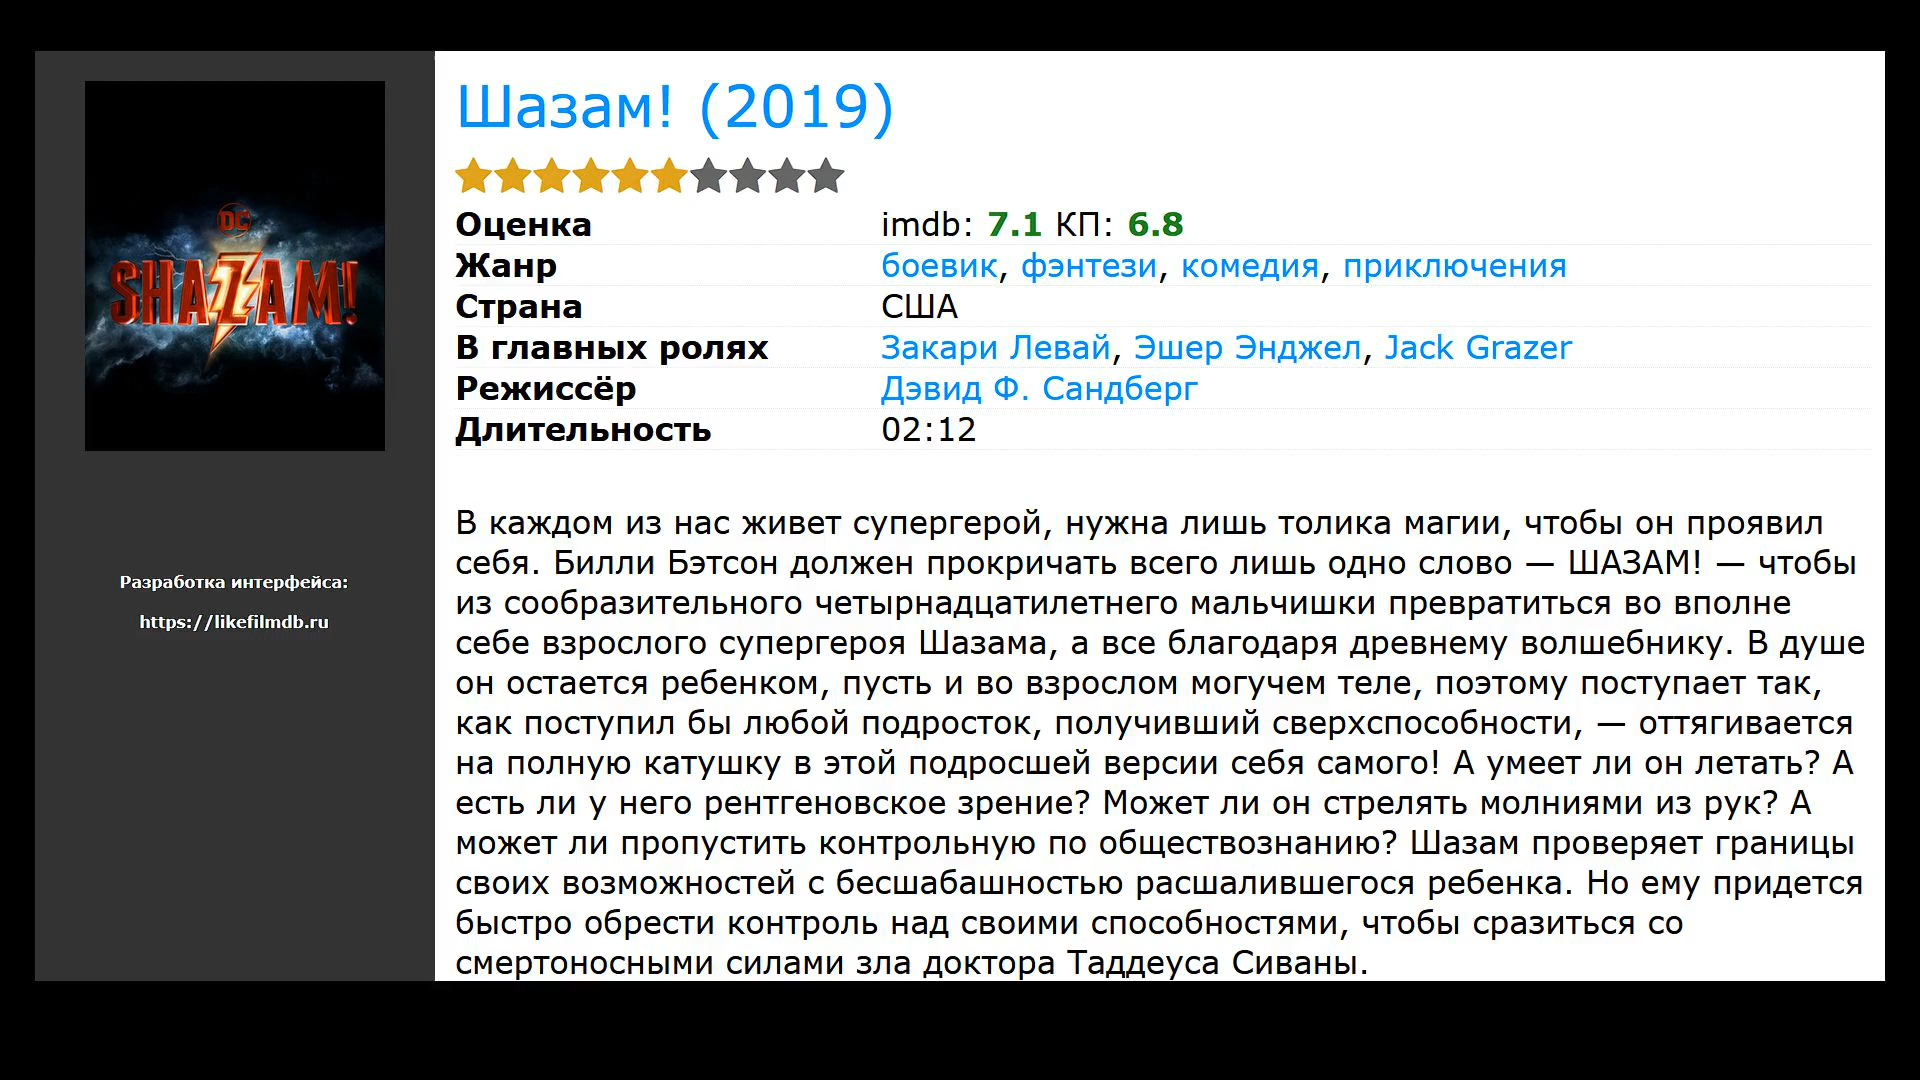 DC
SHAZAM!
Разработка интерфейса:
https://likefilmdb.ru
Шазам! (2019)
Оценка imdb: 7.1 КП: 6.8
Жанр боевик, фэнтези, комедия, приключения
Страна США
В главных ролях Закари Левай, Эшер Энджел, Jack Grazer
Режиссёр Дэвид Ф. Сандберг
Длительность 02:12
В каждом из нас живет супергерой, нужна лишь толика магии, чтобы он проявил
себя. Билли Бэтсон должен прокричать всего лишь одно слово — ШАЗАМ! — чтобы
из сообразительного четырнадцатилетнего мальчишки превратиться во вполне
себе взрослого супергероя Шазама, а все благодаря древнему волшебнику. В душе
он остается ребенком, пусть и во взрослом могучем теле, поэтому поступает так,
как поступил бы любой подросток, получивший сверхспособности, — оттягивается
на полную катушку в этой подросшей версии себя самого! А умеет ли он летать? А
есть ли у него рентгеновское зрение? Может ли он стрелять молниями из рук? А
может ли пропустить контрольную по обществознанию? Шазам проверяет границы
своих возможностей с бесшабашностью расшалившегося ребенка. Но ему придется
быстро обрести контроль над своими способностями, чтобы сразиться со
смертоносными силами зла доктора Таддеуса Сиваны.